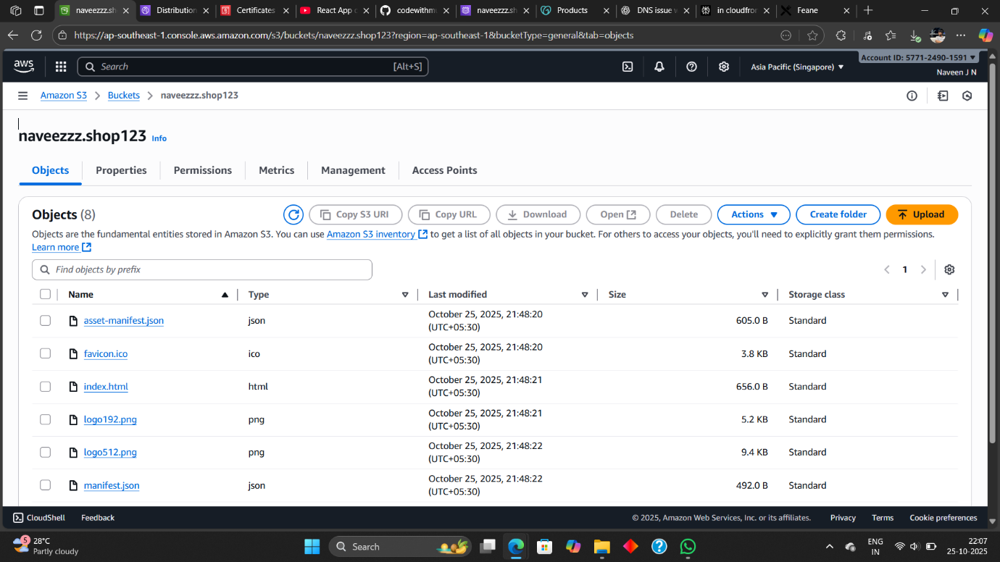 naveezzz.sh
Distribution
Certificates
React App c
codewithmu
naveezzz.sh
Products
DNS issue w
in cloudfron
Feane
https://ap-southeast-1.console.aws.amazon.com/s3/buckets/naveezzz.shop123?region=ap-southeast-1&bucketType=general&tab=objects
aws
Search
[Alt+S]
Asia Pacific (Singapore)
Account ID: 5771-2490-1591
Naveen J N
Amazon S3
Buckets
naveezzz.shop123
naveezzz.shop123 Info
Objects
Properties
Permissions
Metrics
Management
Access Points
Objects (8)
Copy S3 URI
Copy URL
Download
Open
Delete
Actions
Create folder
Upload
Objects are the fundamental entities stored in Amazon S3. You can use Amazon S3 inventory to get a list of all objects in your bucket. For others to access your objects, you'll need to explicitly grant them permissions.
Learn more
Find objects by prefix
1
Name
Type
Last modified
Size
Storage class
asset-manifest.json
json
October 25, 2025, 21:48:20
(UTC+05:30)
605.0 B
Standard
favicon.ico
ico
October 25, 2025, 21:48:20
(UTC+05:30)
3.8 KB
Standard
index.html
html
October 25, 2025, 21:48:21
(UTC+05:30)
656.0 B
Standard
logo192.png
png
October 25, 2025, 21:48:21
(UTC+05:30)
5.2 KB
Standard
logo512.png
png
October 25, 2025, 21:48:22
(UTC+05:30)
9.4 KB
Standard
manifest.json
json
October 25, 2025, 21:48:22
(UTC+05:30)
492.0 B
Standard
CloudShell
Feedback
© 2025, Amazon Web Services, Inc. or its affiliates.
Privacy
Terms
Cookie preferences
5
28°C
Partly cloudy
Search
ENG
IN
22:07
25-10-2025